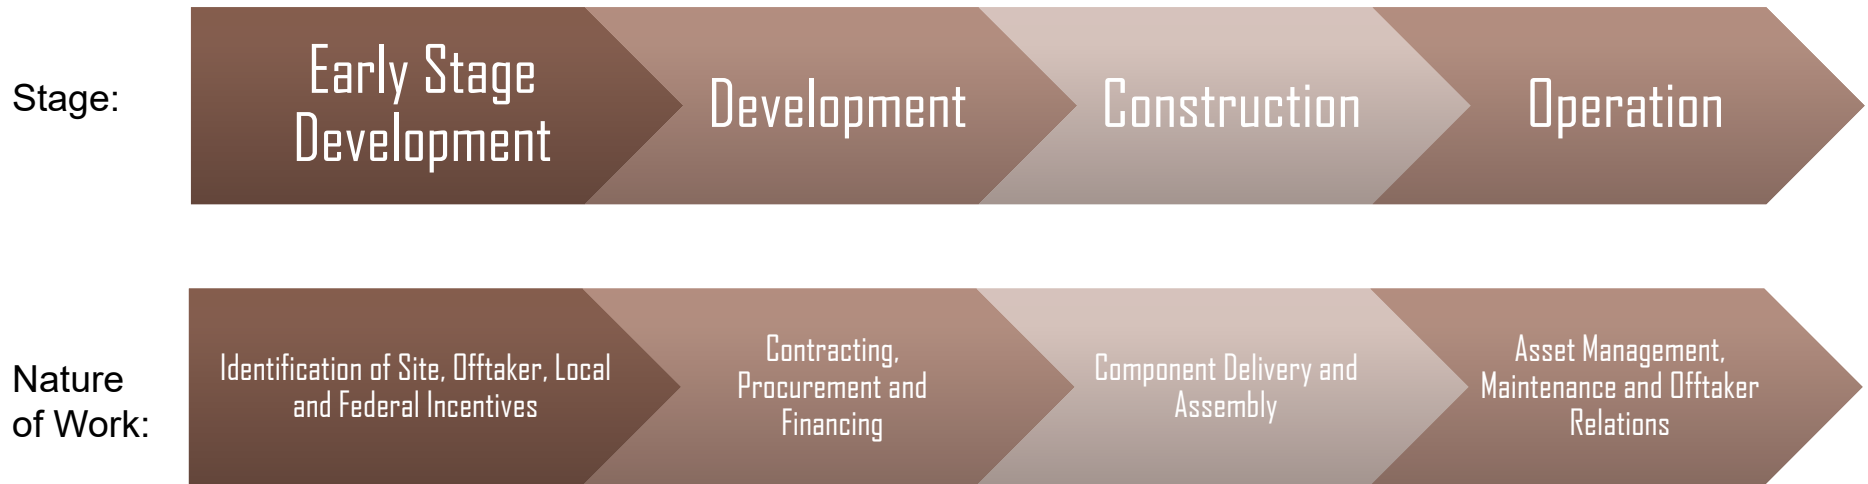 Stage:
Early Stage
Development
Development
Construction
Operation
Nature
of Work:
Identification of Site, Offtaker, Local
and Federal Incentives
Contracting,
Procurement and
Financing
Component Delivery and
Assembly
Asset Management,
Maintenance and Offtaker
Relations